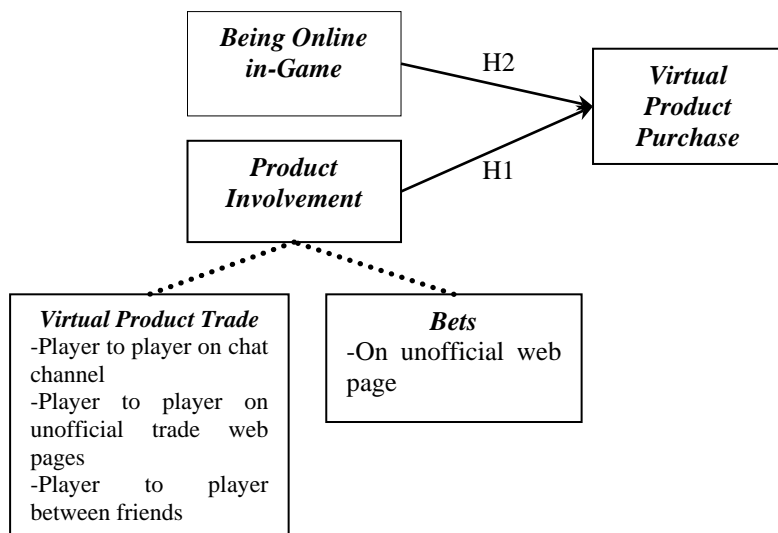 Being Online
in-Game
H2
Virtual
Product
Purchase
Product
Involvement
H1
Virtual Product Trade
-Player to player on chat
channel
-Player to player on
unofficial trade web
pages
-Player to player
between friends
Bets
-On unofficial web
page